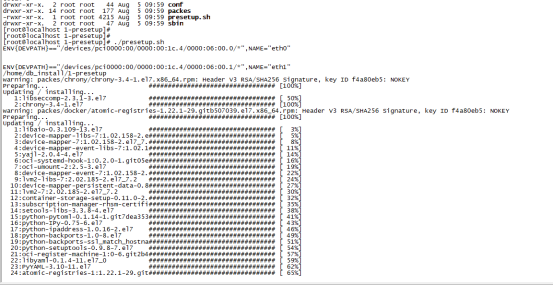 drwxr-xr-x. 2 root root 44 Aug 5 09:59 conf
drwxr-xr-x. 14 root root 177 Aug 5 09:59 packes
-rwxr-xr-x. 1 root root 4215 Aug 5 09:59 presetup.sh
drwxr-xr-x. 2 root root 47 Aug 5 09:59 sbin
[root@localhost 1-presetup]#
[root@localhost 1-presetup]#
[root@localhost 1-presetup]# ./presetup.sh
ENV{DEVPATH}=="/devices/pci0000:00/0000:00:1c.4/0000:06:00.0/*",NAME="eth0"
ENV{DEVPATH}=="/devices/pci0000:00/0000:00:1c.4/0000:06:00.1/*",NAME="eth1"
/home/db_install/1-presetup
warning: packes/chrony/chrony-3.4-1.el7.x86_64.rpm: Header V3 RSA/SHA256 Signature, key ID f4a80eb5: NOKEY
Preparing... ################################# [100%]
Updating / installing...
1:libseccomp-2.3.1-3.el7 ################################# [ 50%]
2:chrony-3.4-1.el7 ################################# [100%]
warning: packes/docker/atomic-registries-1.22.1-29.gitb507039.el7.x86_64.rpm: Header V3 RSA/SHA256 Signature, key ID f4a80eb5: NOKEY
Preparing... ################################# [100%]
Updating / installing...
1:libaio-0.3.109-13.el7 ################################# [ 3%]
2:device-mapper-libs-7:1.02.158-2.e ################################# [ 5%]
3:device-mapper-7:1.02.158-2.el7_7. ################################# [ 8%]
4:device-mapper-event-libs-7:1.02.1 ################################# [ 11%]
5:yajl-2.0.4-4.el7 ################################# [ 14%]
6:oci-systemd-hook-1:0.2.0-1.git05e ################################# [ 16%]
7:oci-umount-2:2.5-3.el7 ################################# [ 19%]
8:device-mapper-event-7:1.02.158-2. ################################# [ 22%]
9:lvm2-libs-7:2.02.185-2.el7_7.2 ################################# [ 24%]
10:device-mapper-persistent-data-0.8 ################################# [ 27%]
11:lvm2-7:2.02.185-2.el7_7.2 ################################# [ 30%]
12:container-storage-setup-0.11.0-2. ################################# [ 32%]
13:subscription-manager-rhsm-certifi ################################# [ 35%]
14:setools-libs-3.3.8-4.el7 ################################# [ 38%]
15:python-pytoml-0.1.14-1.git7dea353 ################################# [ 41%]
16:python-IPy-0.75-6.el7 ################################# [ 43%]
17:python-ipaddress-1.0.16-2.el7 ################################# [ 46%]
18:python-backports-1.0-8.el7 ################################# [ 49%]
19:python-backports-ssl_match_hostna ################################# [ 51%]
20:python-setuptools-0.9.8-7.el7 ################################# [ 54%]
21:oci-register-machine-1:0-6.git2b4 ################################# [ 57%]
22:libyaml-0.1.4-11.el7_0 ################################# [ 59%]
23:PyYAML-3.10-11.el7 ################################# [ 62%]
24:atomic-registries-1:1.22.1-29.git ################################# [ 65%]